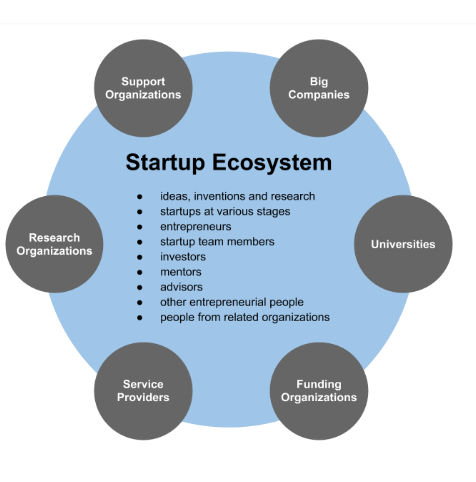 Support
Organizations
Big
Companies
Startup Ecosystem
● ideas, inventions and research
● startups at various stages
● entrepreneurs
● startup team members
● investors
● mentors
● advisors
● other entrepreneurial people
● people from related organizations
Research
Organizations
Universities
Service
Providers
Funding
Organizations